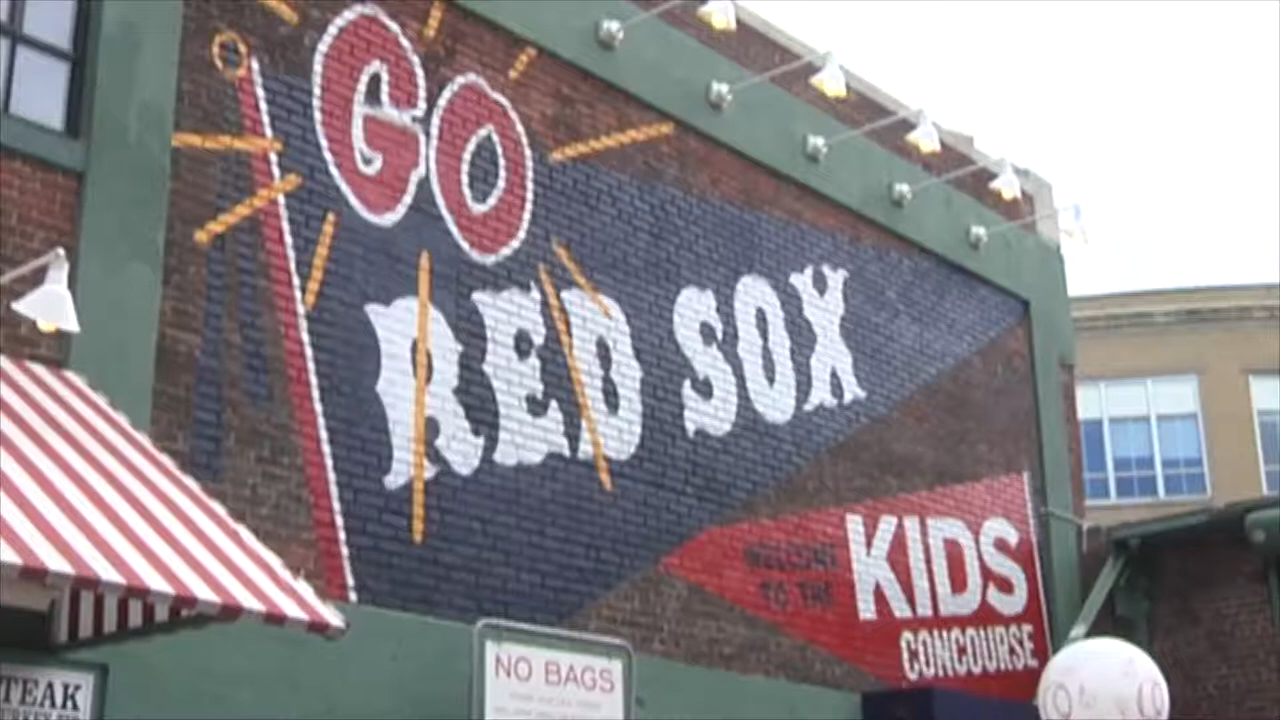 GO
RED SOX
WELCOME
TO THE
KIDS
CONCOURSE
NO BAGS
TEAK